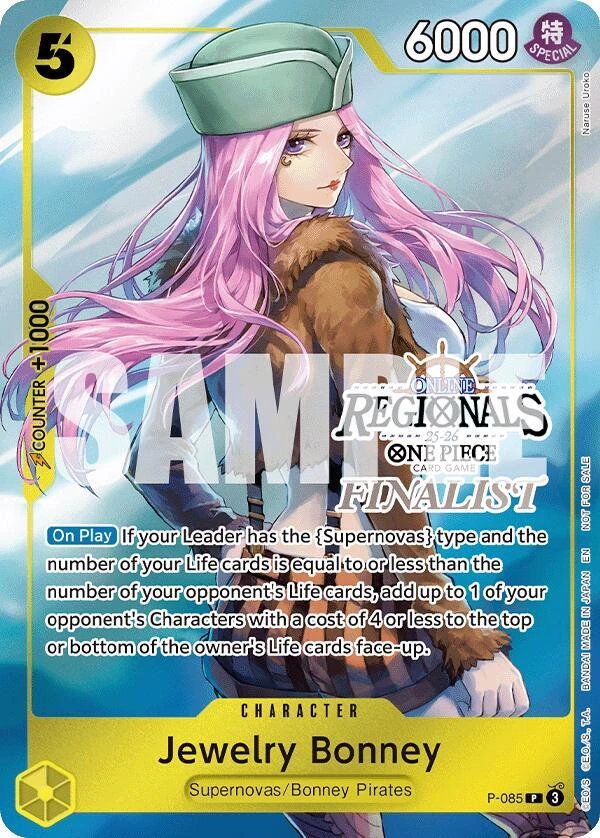 5
6000
特
SPECIAL
Naruse Uroko
COUNTER +1000
SAMPLE
ONLINE
REGIONALS
25-26
ONE PIECE
CARD GAME
FINALIST
On Play If your Leader has the {Supernovas} type and the
number of your Life cards is equal to or less than the
number of your opponent's Life cards, add up to 1 of your
opponent's Characters with a cost of 4 or less to the top
or bottom of the owner's Life cards face-up.
CHARACTER
Jewelry Bonney
Supernovas/Bonney Pirates
P-085 P 3
©E.O/S ©E.O./S., T.A. BANDAI MADE IN JAPAN EN NOT FOR SALE